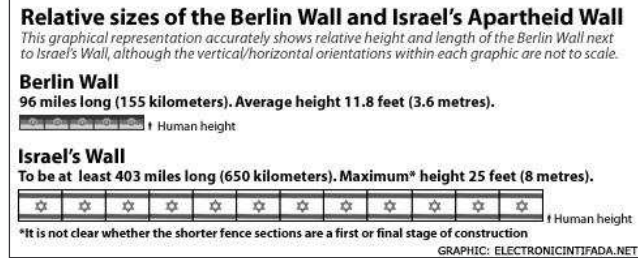 Relative sizes of the Berlin Wall and Israel's Apartheid Wall
This graphical representation accurately shows relative height and length of the Berlin Wall next
to Israel's Wall, although the vertical/horizontal orientations within each graphic are not to scale.
Berlin Wall
96 miles long (155 kilometers). Average height 11.8 feet (3.6 metres).
Human height
Israel's Wall
To be at least 403 miles long (650 kilometers). Maximum* height 25 feet (8 metres).
Human height
*It is not clear whether the shorter fence sections are a first or final stage of construction
GRAPHIC: ELECTRONICINTIFADA.NET